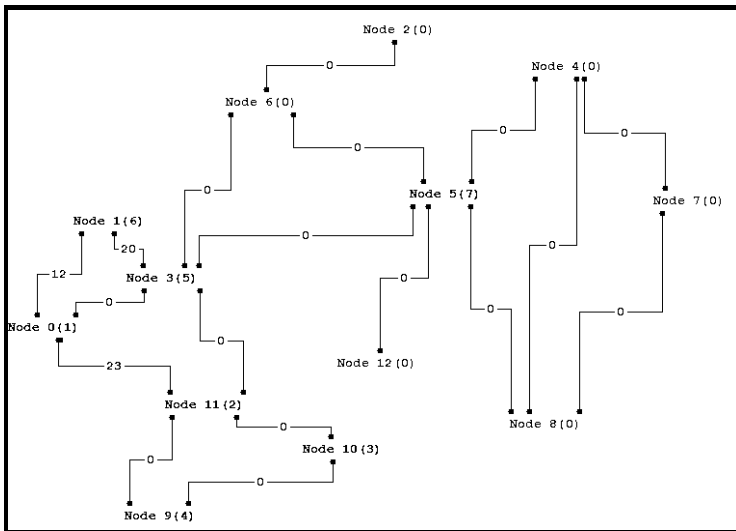 Node 2(0)
0
Node 4(0)
Node 6(0)
0
0
0
0
Node 5(7)
Node 7(0)
Node 1{6)
0
20
0
12
Node 3{5)
0
0
0
0
0
Node 0{1)
0
Node 12(0)
23
Node 11{2)
Node 8(0)
0
Node 10{3)
0
0
Node 9{4)